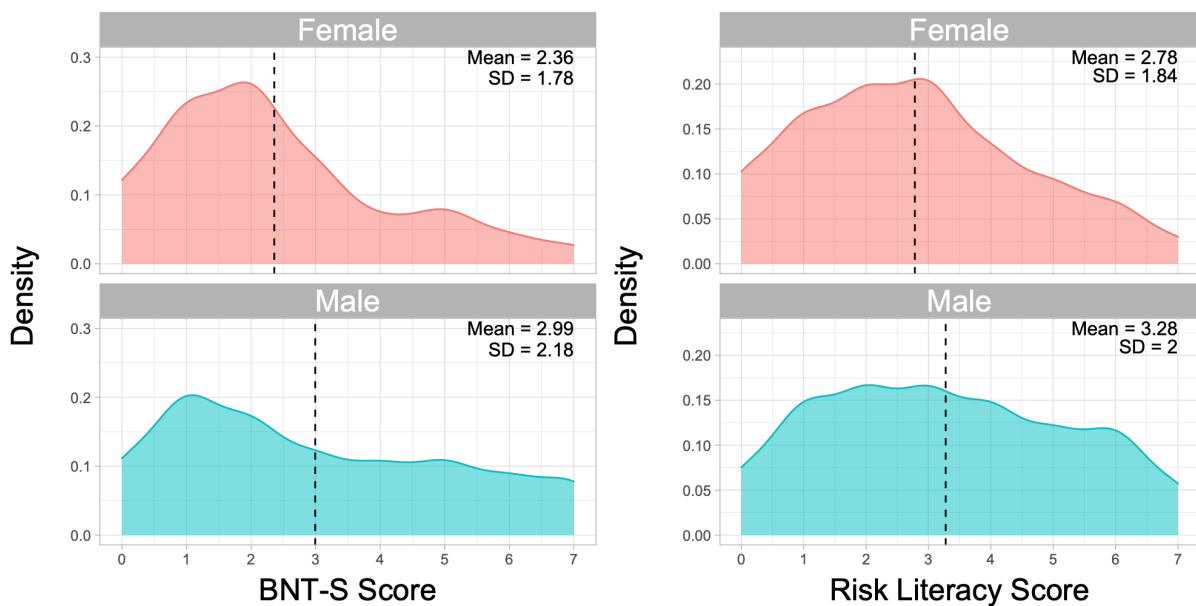 Female
Mean = 2.36
SD = 1.78
0.3
0.2
0.1
0.0
Male
Mean = 2.99
SD = 2.18
0.3
0.2
0.1
0.0
Density
0 1 2 3 4 5 6 7
BNT-S Score
Female
Mean = 2.78
SD = 1.84
0.20
0.15
0.10
0.05
0.00
Male
Mean = 3.28
SD = 2
0.20
0.15
0.10
0.05
0.00
Density
0 1 2 3 4 5 6 7
Risk Literacy Score